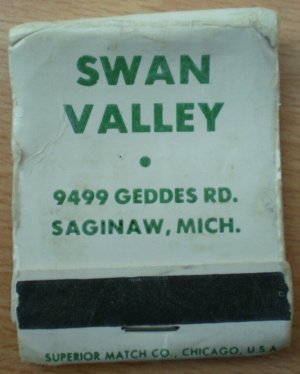 SWAN
VALLEY
•
9499 GEDDES RD.
SAGINAW, MICH.
SUPERIOR MATCH CO., CHICAGO, U.S.A